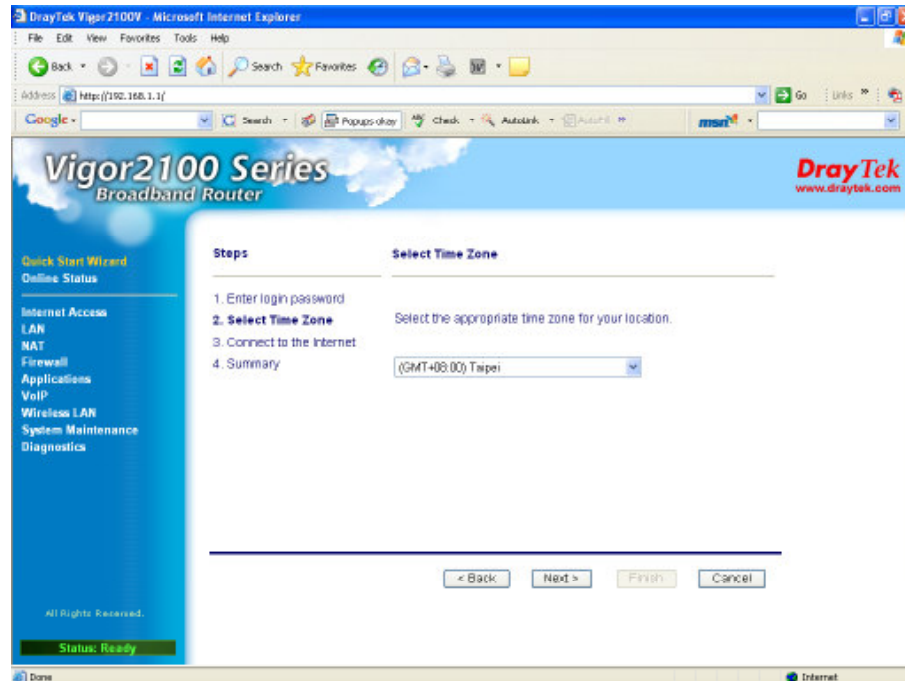 DrayTek Vigor2100V - Microsoft Internet Explorer
File Edit View Favorites Tools Help
Back Search Favorites
Address http://192.168.1.1/ Go Links »
Google Search Popups okay Check AutoLink AutoFill » msn
Vigor2100 Series
Broadband Router
DrayTek
www.draytek.com
Quick Start Wizard
Online Status
Internet Access
LAN
NAT
Firewall
Applications
VoIP
Wireless LAN
System Maintenance
Diagnostics
All Rights Reserved.
Status: Ready
Steps
1. Enter login password
2. Select Time Zone
3. Connect to the Internet
4. Summary
Select Time Zone
Select the appropriate time zone for your location.
(GMT+08:00) Taipei
< Back Next > Finish Cancel
Done Internet